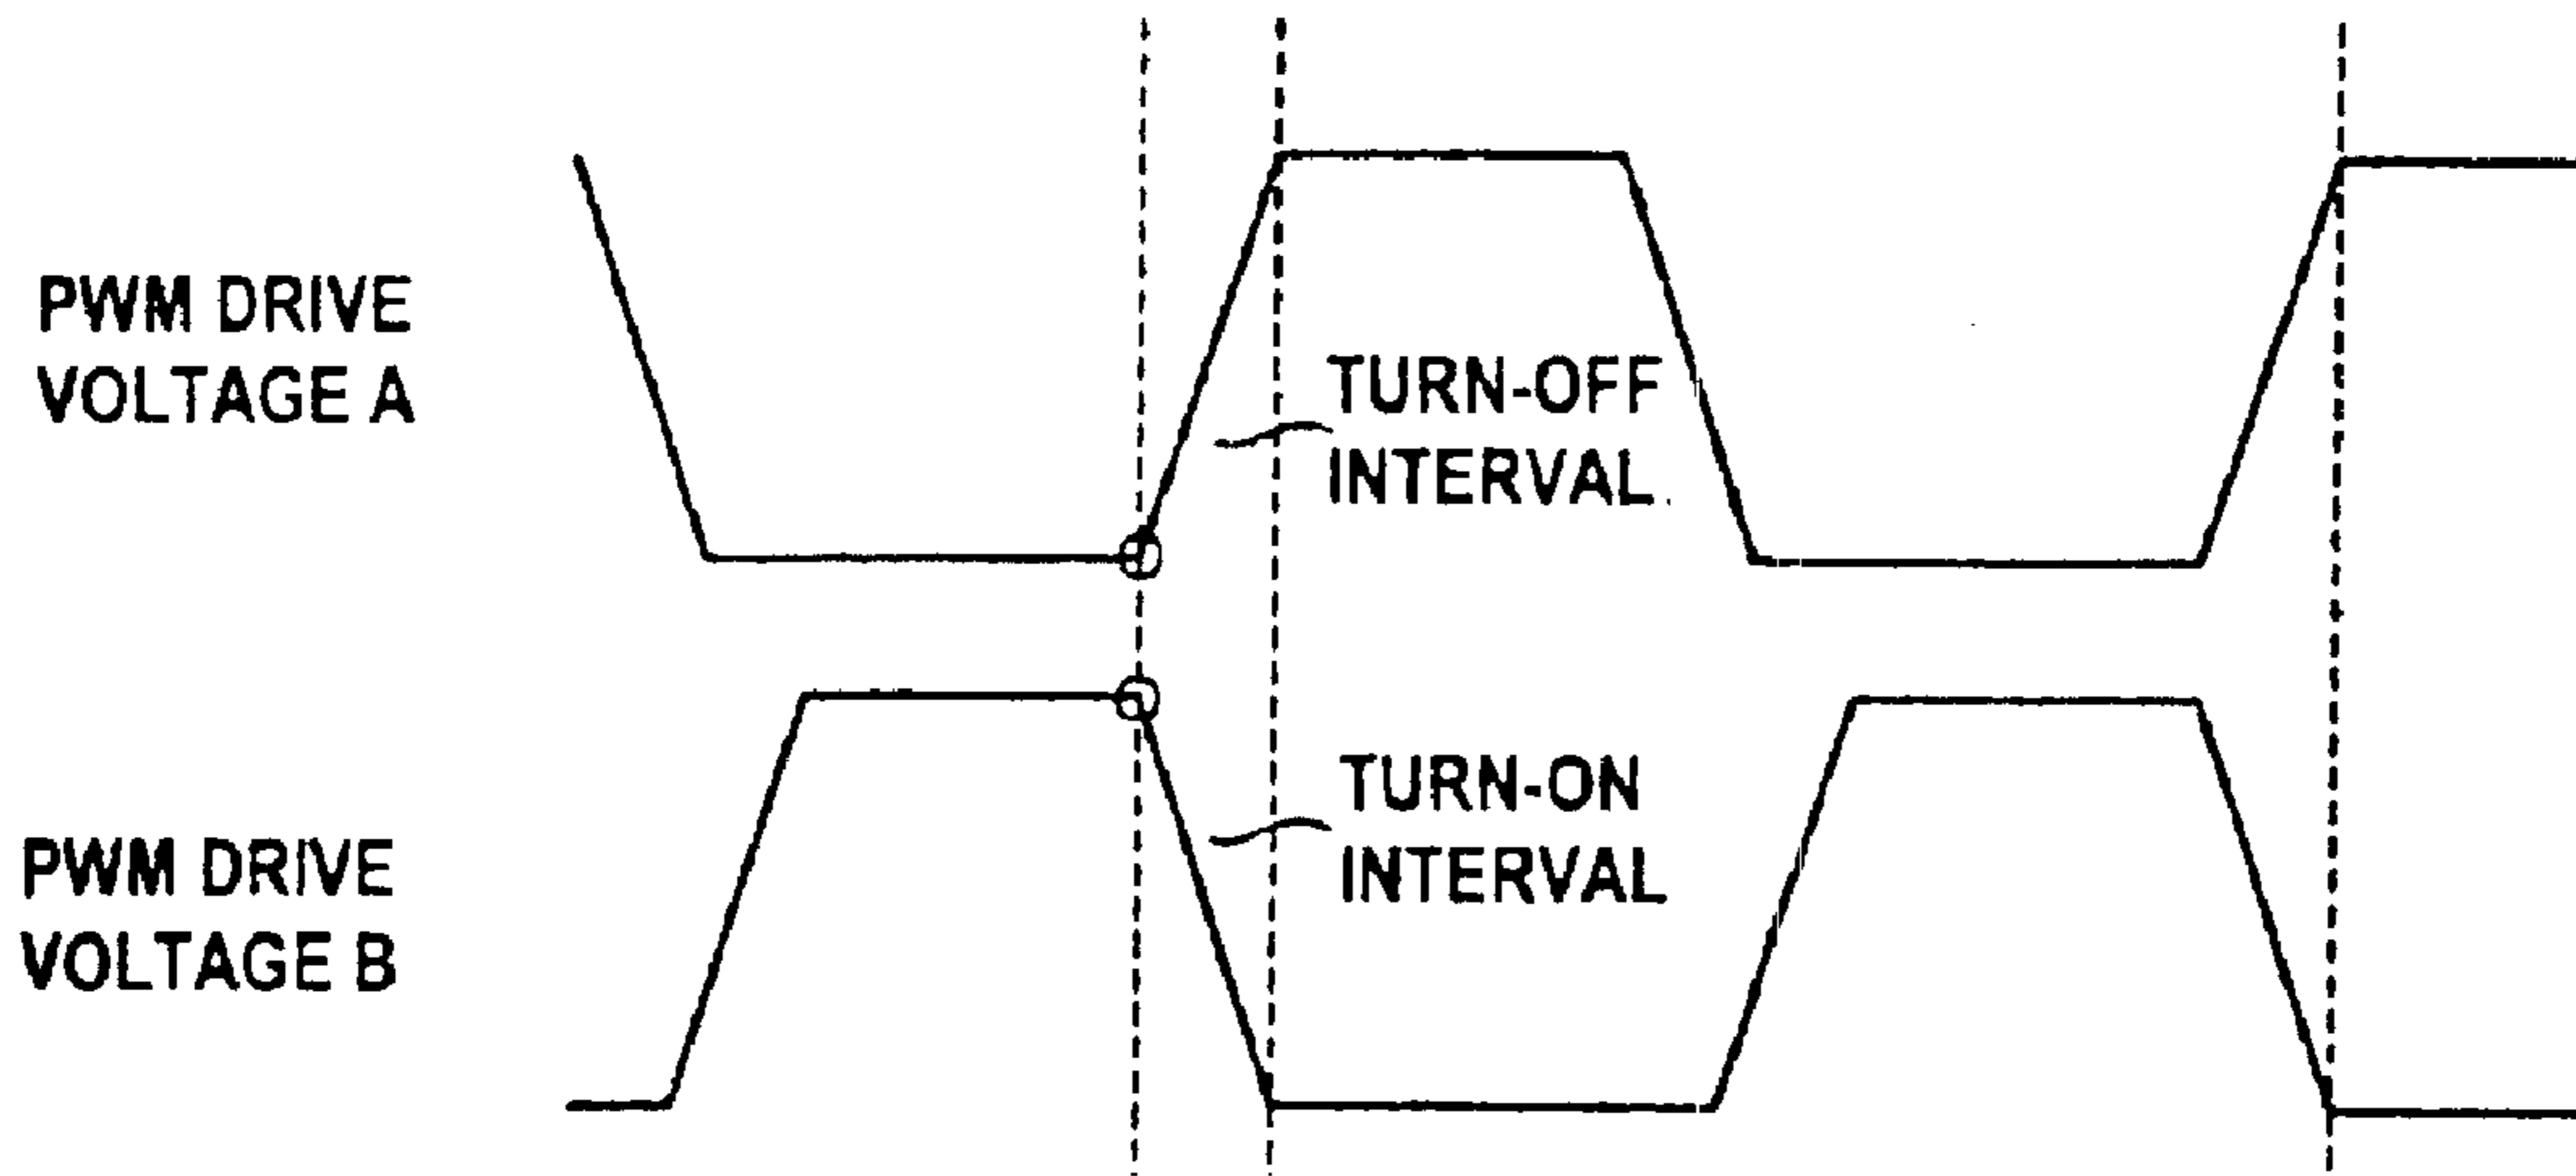 PWM DRIVE
VOLTAGE A
TURN-OFF
INTERVAL
PWM DRIVE
VOLTAGE B
TURN-ON
INTERVAL